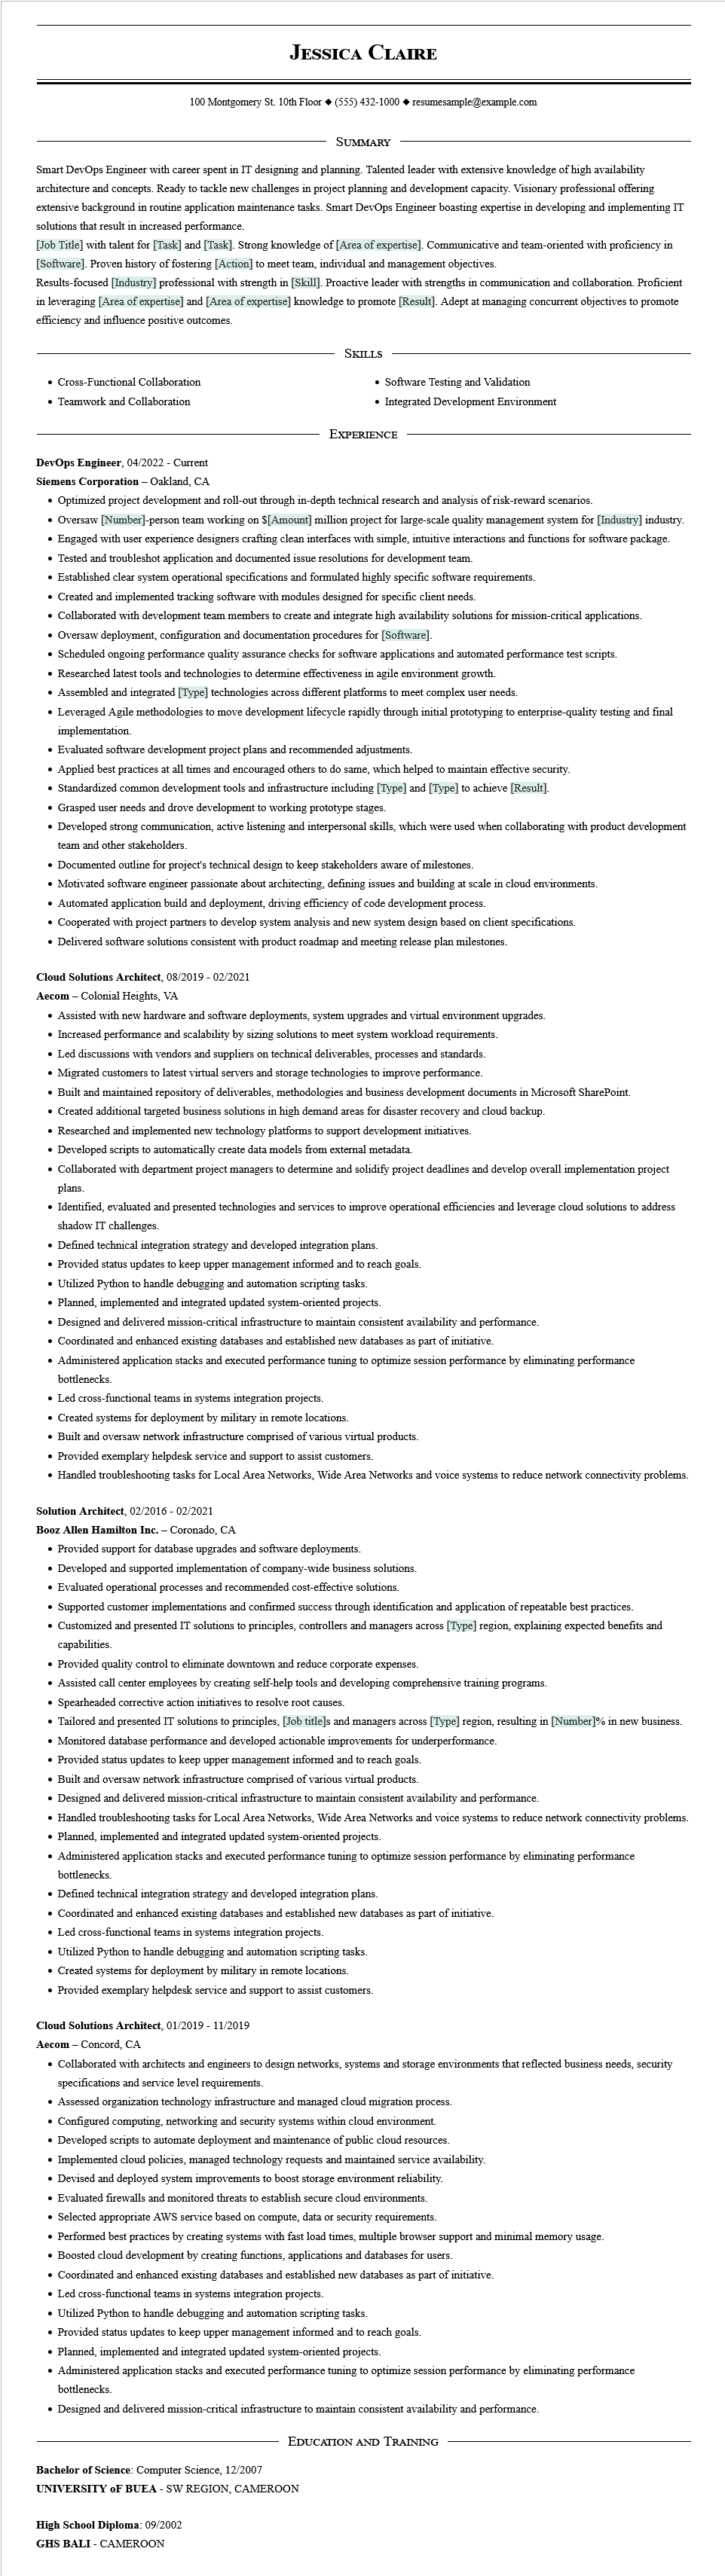 Jessica Claire
100 Montgomery St. 10th Floor ◆ (555) 432-1000 ◆ resumesample@example.com
Summary
Smart DevOps Engineer with career spent in IT designing and planning. Talented leader with extensive knowledge of high availability
architecture and concepts. Ready to tackle new challenges in project planning and development capacity. Visionary professional offering
extensive background in routine application maintenance tasks. Smart DevOps Engineer boasting expertise in developing and implementing IT
solutions that result in increased performance.
[Job Title] with talent for [Task] and [Task]. Strong knowledge of [Area of expertise]. Communicative and team-oriented with proficiency in
[Software]. Proven history of fostering [Action] to meet team, individual and management objectives.
Results-focused [Industry] professional with strength in [Skill]. Proactive leader with strengths in communication and collaboration. Proficient
in leveraging [Area of expertise] and [Area of expertise] knowledge to promote [Result]. Adept at managing concurrent objectives to promote
efficiency and influence positive outcomes.
Skills
• Cross-Functional Collaboration
• Teamwork and Collaboration
• Software Testing and Validation
• Integrated Development Environment
Experience
DevOps Engineer, 04/2022 - Current
Siemens Corporation – Oakland, CA
• Optimized project development and roll-out through in-depth technical research and analysis of risk-reward scenarios.
• Oversaw [Number]-person team working on $[Amount] million project for large-scale quality management system for [Industry] industry.
• Engaged with user experience designers crafting clean interfaces with simple, intuitive interactions and functions for software package.
• Tested and troubleshot application and documented issue resolutions for development team.
• Established clear system operational specifications and formulated highly specific software requirements.
• Created and implemented tracking software with modules designed for specific client needs.
• Collaborated with development team members to create and integrate high availability solutions for mission-critical applications.
• Oversaw deployment, configuration and documentation procedures for [Software].
• Scheduled ongoing performance quality assurance checks for software applications and automated performance test scripts.
• Researched latest tools and technologies to determine effectiveness in agile environment growth.
• Assembled and integrated [Type] technologies across different platforms to meet complex user needs.
• Leveraged Agile methodologies to move development lifecycle rapidly through initial prototyping to enterprise-quality testing and final
implementation.
• Evaluated software development project plans and recommended adjustments.
• Applied best practices at all times and encouraged others to do same, which helped to maintain effective security.
• Standardized common development tools and infrastructure including [Type] and [Type] to achieve [Result].
• Grasped user needs and drove development to working prototype stages.
• Developed strong communication, active listening and interpersonal skills, which were used when collaborating with product development
team and other stakeholders.
• Documented outline for project's technical design to keep stakeholders aware of milestones.
• Motivated software engineer passionate about architecting, defining issues and building at scale in cloud environments.
• Automated application build and deployment, driving efficiency of code development process.
• Cooperated with project partners to develop system analysis and new system design based on client specifications.
• Delivered software solutions consistent with product roadmap and meeting release plan milestones.
Cloud Solutions Architect, 08/2019 - 02/2021
Aecom – Colonial Heights, VA
• Assisted with new hardware and software deployments, system upgrades and virtual environment upgrades.
• Increased performance and scalability by sizing solutions to meet system workload requirements.
• Led discussions with vendors and suppliers on technical deliverables, processes and standards.
• Migrated customers to latest virtual servers and storage technologies to improve performance.
• Built and maintained repository of deliverables, methodologies and business development documents in Microsoft SharePoint.
• Created additional targeted business solutions in high demand areas for disaster recovery and cloud backup.
• Researched and implemented new technology platforms to support development initiatives.
• Developed scripts to automatically create data models from external metadata.
• Collaborated with department project managers to determine and solidify project deadlines and develop overall implementation project
plans.
• Identified, evaluated and presented technologies and services to improve operational efficiencies and leverage cloud solutions to address
shadow IT challenges.
• Defined technical integration strategy and developed integration plans.
• Provided status updates to keep upper management informed and to reach goals.
• Utilized Python to handle debugging and automation scripting tasks.
• Planned, implemented and integrated updated system-oriented projects.
• Designed and delivered mission-critical infrastructure to maintain consistent availability and performance.
• Coordinated and enhanced existing databases and established new databases as part of initiative.
• Administered application stacks and executed performance tuning to optimize session performance by eliminating performance
bottlenecks.
• Led cross-functional teams in systems integration projects.
• Created systems for deployment by military in remote locations.
• Built and oversaw network infrastructure comprised of various virtual products.
• Provided exemplary helpdesk service and support to assist customers.
• Handled troubleshooting tasks for Local Area Networks, Wide Area Networks and voice systems to reduce network connectivity problems.
Solution Architect, 02/2016 - 02/2021
Booz Allen Hamilton Inc. – Coronado, CA
• Provided support for database upgrades and software deployments.
• Developed and supported implementation of company-wide business solutions.
• Evaluated operational processes and recommended cost-effective solutions.
• Supported customer implementations and confirmed success through identification and application of repeatable best practices.
• Customized and presented IT solutions to principles, controllers and managers across [Type] region, explaining expected benefits and
capabilities.
• Provided quality control to eliminate downtown and reduce corporate expenses.
• Assisted call center employees by creating self-help tools and developing comprehensive training programs.
• Spearheaded corrective action initiatives to resolve root causes.
• Tailored and presented IT solutions to principles, [Job title]s and managers across [Type] region, resulting in [Number]% in new business.
• Monitored database performance and developed actionable improvements for underperformance.
• Provided status updates to keep upper management informed and to reach goals.
• Built and oversaw network infrastructure comprised of various virtual products.
• Designed and delivered mission-critical infrastructure to maintain consistent availability and performance.
• Handled troubleshooting tasks for Local Area Networks, Wide Area Networks and voice systems to reduce network connectivity problems.
• Planned, implemented and integrated updated system-oriented projects.
• Administered application stacks and executed performance tuning to optimize session performance by eliminating performance
bottlenecks.
• Defined technical integration strategy and developed integration plans.
• Coordinated and enhanced existing databases and established new databases as part of initiative.
• Led cross-functional teams in systems integration projects.
• Utilized Python to handle debugging and automation scripting tasks.
• Created systems for deployment by military in remote locations.
• Provided exemplary helpdesk service and support to assist customers.
Cloud Solutions Architect, 01/2019 - 11/2019
Aecom – Concord, CA
• Collaborated with architects and engineers to design networks, systems and storage environments that reflected business needs, security
specifications and service level requirements.
• Assessed organization technology infrastructure and managed cloud migration process.
• Configured computing, networking and security systems within cloud environment.
• Developed scripts to automate deployment and maintenance of public cloud resources.
• Implemented cloud policies, managed technology requests and maintained service availability.
• Devised and deployed system improvements to boost storage environment reliability.
• Evaluated firewalls and monitored threats to establish secure cloud environments.
• Selected appropriate AWS service based on compute, data or security requirements.
• Performed best practices by creating systems with fast load times, multiple browser support and minimal memory usage.
• Boosted cloud development by creating functions, applications and databases for users.
• Coordinated and enhanced existing databases and established new databases as part of initiative.
• Led cross-functional teams in systems integration projects.
• Utilized Python to handle debugging and automation scripting tasks.
• Provided status updates to keep upper management informed and to reach goals.
• Planned, implemented and integrated updated system-oriented projects.
• Administered application stacks and executed performance tuning to optimize session performance by eliminating performance
bottlenecks.
• Designed and delivered mission-critical infrastructure to maintain consistent availability and performance.
Education and Training
Bachelor of Science: Computer Science, 12/2007
UNIVERSITY oF BUEA - SW REGION, CAMEROON
High School Diploma: 09/2002
GHS BALI - CAMEROON